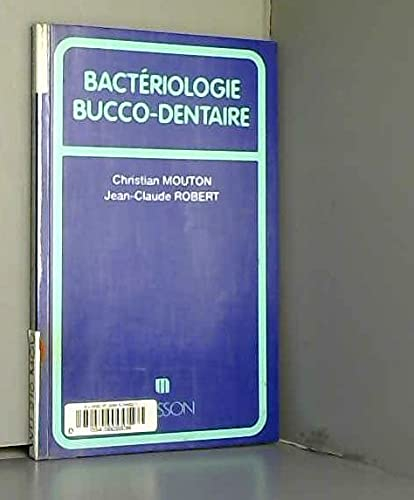 BACTÉRIOLOGIE
BUCCO-DENTAIRE
Christian MOUTON
Jean-Claude ROBERT